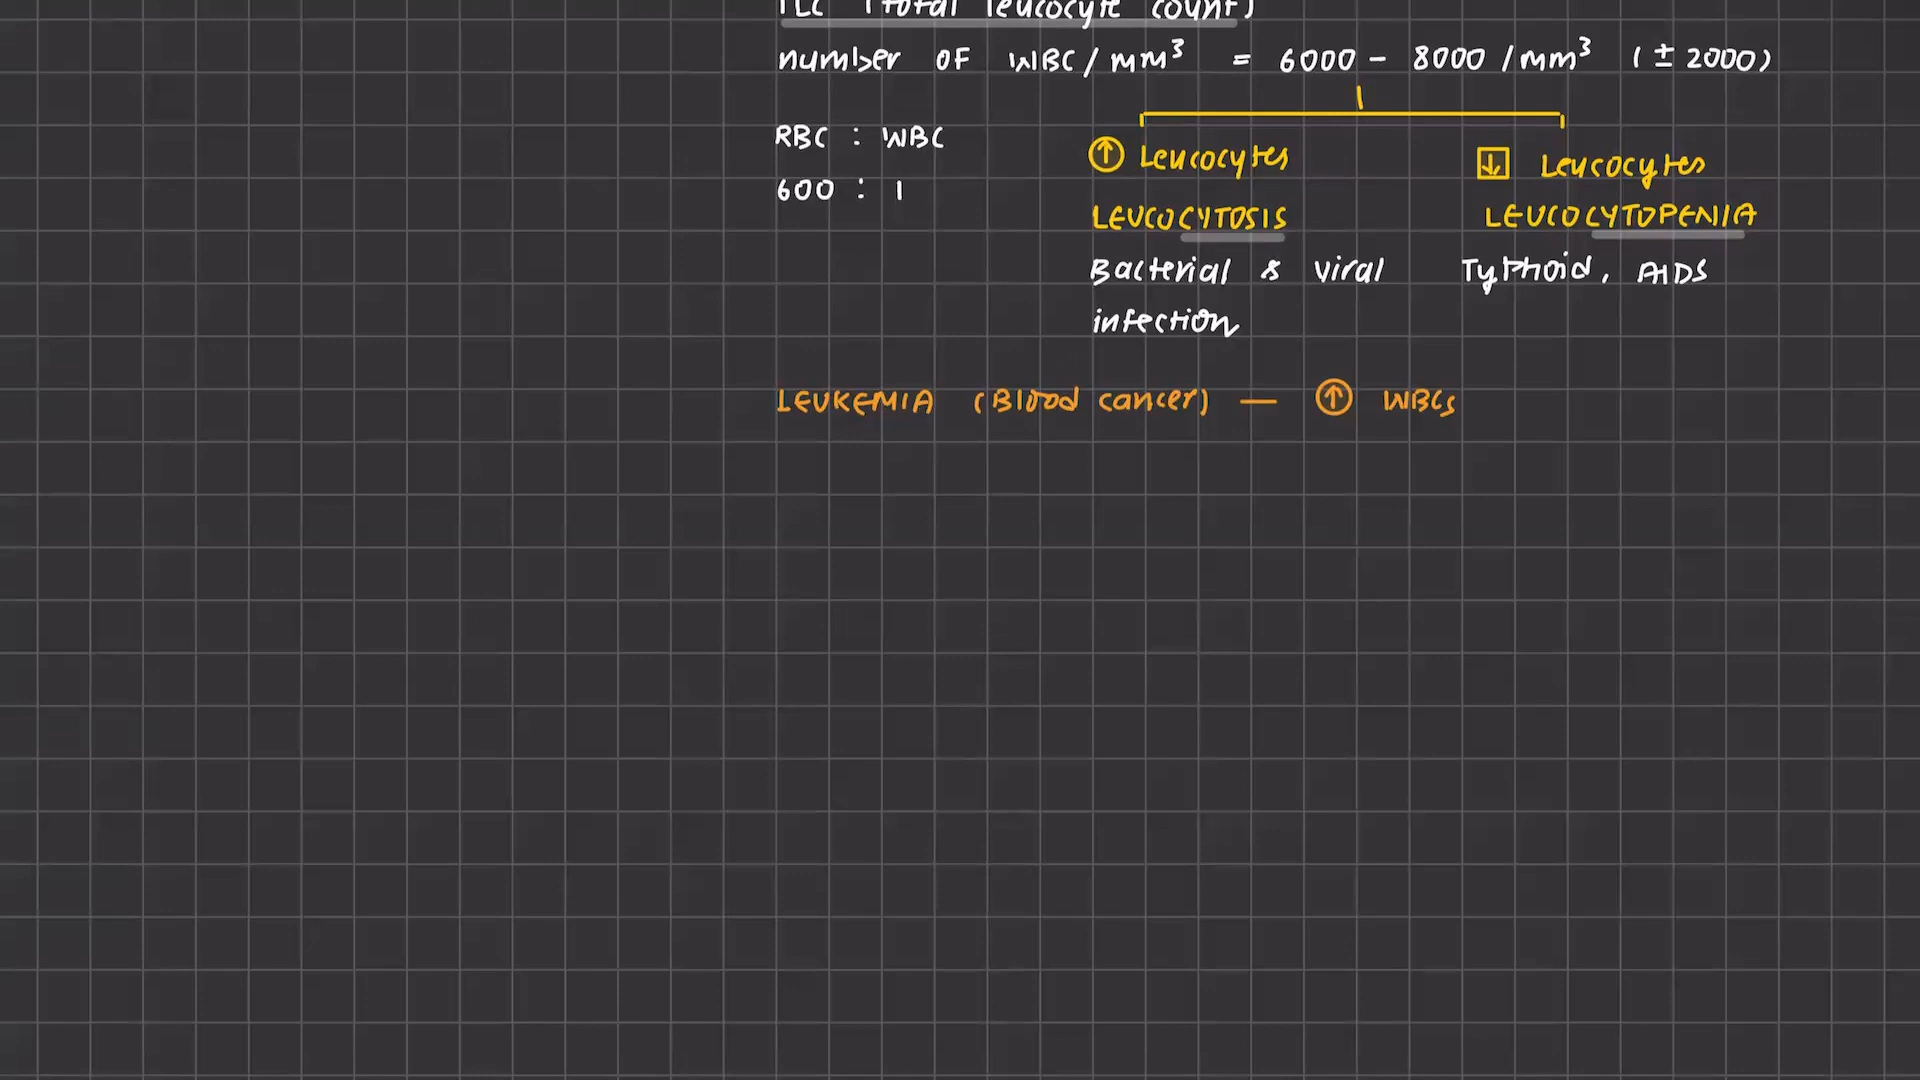 TLC (Total leucocyte count)
number of WBC/mm³ = 6000 - 8000 /mm³ (± 2000)
RBC : WBC
600 : 1
↑ Leucocytes
LEUCOCYTOSIS
Bacterial & viral
infection
↓ Leucocytes
LEUCOCYTOPENIA
Typhoid, AIDS
LEUKEMIA (Blood cancer) — ↑ WBCs